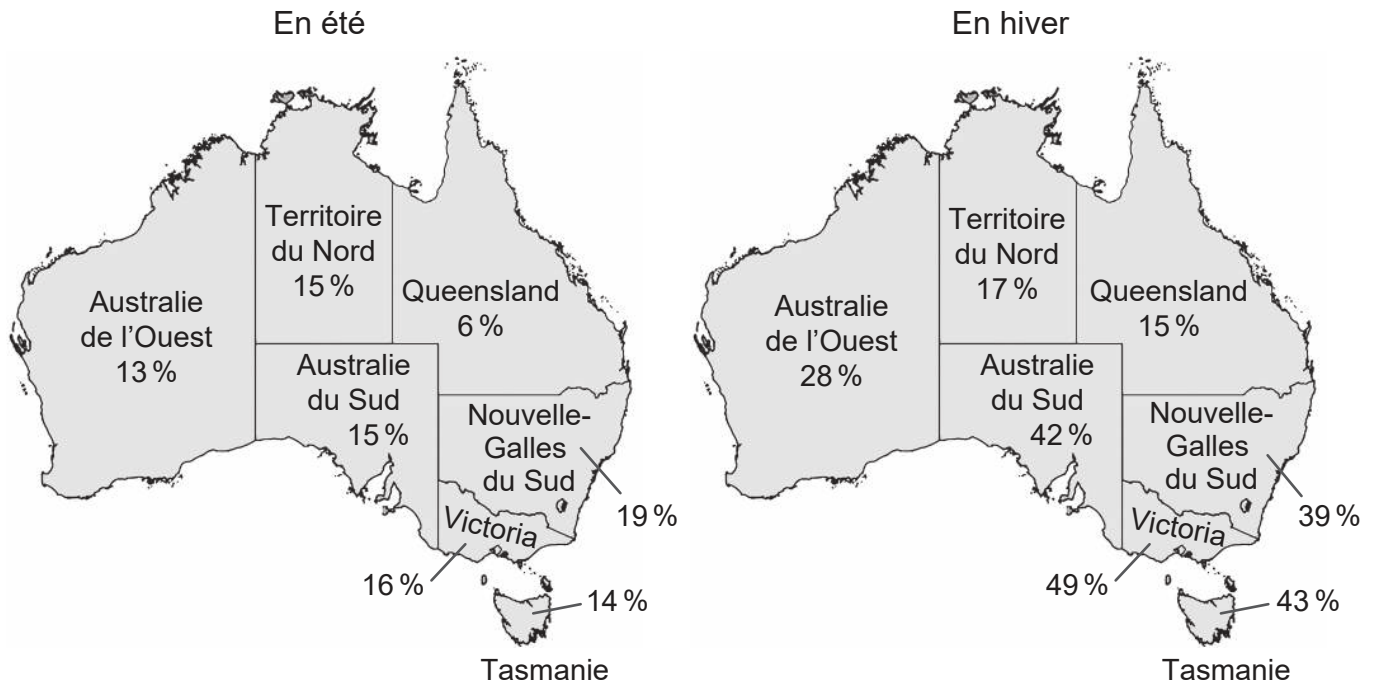 En été
Territoire
du Nord
15 %
Queensland
6 %
Australie
de l’Ouest
13 %
Australie
du Sud
15 %
Nouvelle-
Galles
du Sud
19 %
Victoria
16 %
14 %
Tasmanie
En hiver
Territoire
du Nord
17 %
Queensland
15 %
Australie
de l’Ouest
28 %
Australie
du Sud
42 %
Nouvelle-
Galles
du Sud
39 %
Victoria
49 %
43 %
Tasmanie